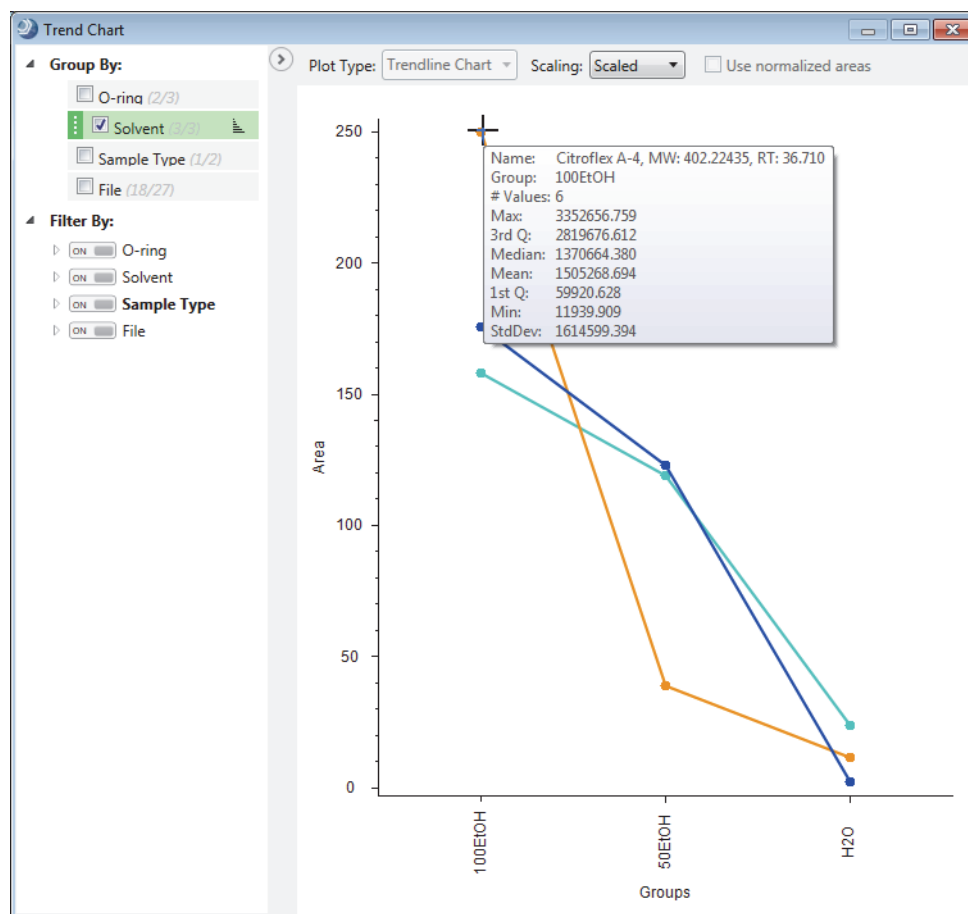 Trend Chart
Group By:
O-ring (2/3)
Solvent (3/3)
Sample Type (1/2)
File (18/27)
Filter By:
ON O-ring
ON Solvent
ON Sample Type
ON File
Plot Type: Trendline Chart Scaling: Scaled Use normalized areas
250
200
150
100
50
0
Area
Name: Citroflex A-4, MW: 402.22435, RT: 36.710
Group: 100EtOH
# Values: 6
Max: 3352656.759
3rd Q: 2819676.612
Median: 1370664.380
Mean: 1505268.694
1st Q: 59920.628
Min: 11939.909
StdDev: 1614599.394
100EtOH
50EtOH
H2O
Groups